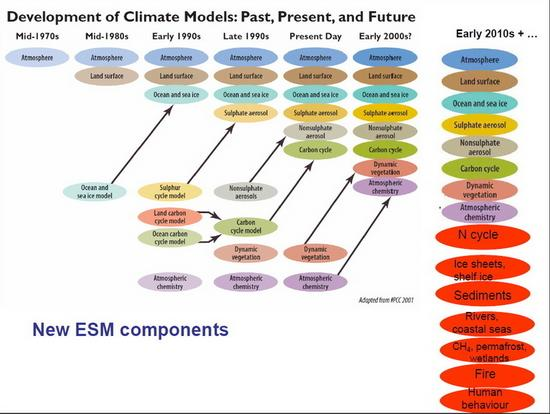 Development of Climate Models: Past, Present, and Future
Mid-1970s Mid-1980s Early 1990s Late 1990s Present Day Early 2000s? Early 2010s + ...
Atmosphere Atmosphere Atmosphere Atmosphere Atmosphere Atmosphere Atmosphere
Land surface Land surface Land surface Land surface Land surface Land surface
Ocean and sea ice Ocean and sea ice Ocean and sea ice Ocean and sea ice Ocean and sea ice
Sulphate aerosol Sulphate aerosol Sulphate aerosol Sulphate aerosol
Nonsulphate
aerosol
Nonsulphate
aerosol
Nonsulphate
aerosol
Carbon cycle Carbon cycle Carbon cycle
Dynamic
vegetation
Dynamic
vegetation
Atmospheric
chemistry
Atmospheric
chemistry
Ocean and
sea ice model
Sulphur
cycle model
Nonsulphate
aerosols
Land carbon
cycle model
Ocean carbon
cycle model
Carbon
cycle model
Dynamic
vegetation
Dynamic
vegetation
Atmospheric
chemistry
Atmospheric
chemistry
Atmospheric
chemistry
Adapted from IPCC 2001
N cycle
Ice sheets,
shelf ice
Sediments
Rivers,
coastal seas
CH₄, permafrost,
wetlands
Fire
Human
behaviour
New ESM components